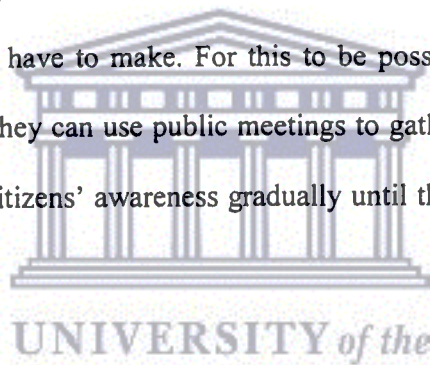 have to make. For this to be poss
hey can use public meetings to gath
itizens' awareness gradually until th
UNIVERSITY of the